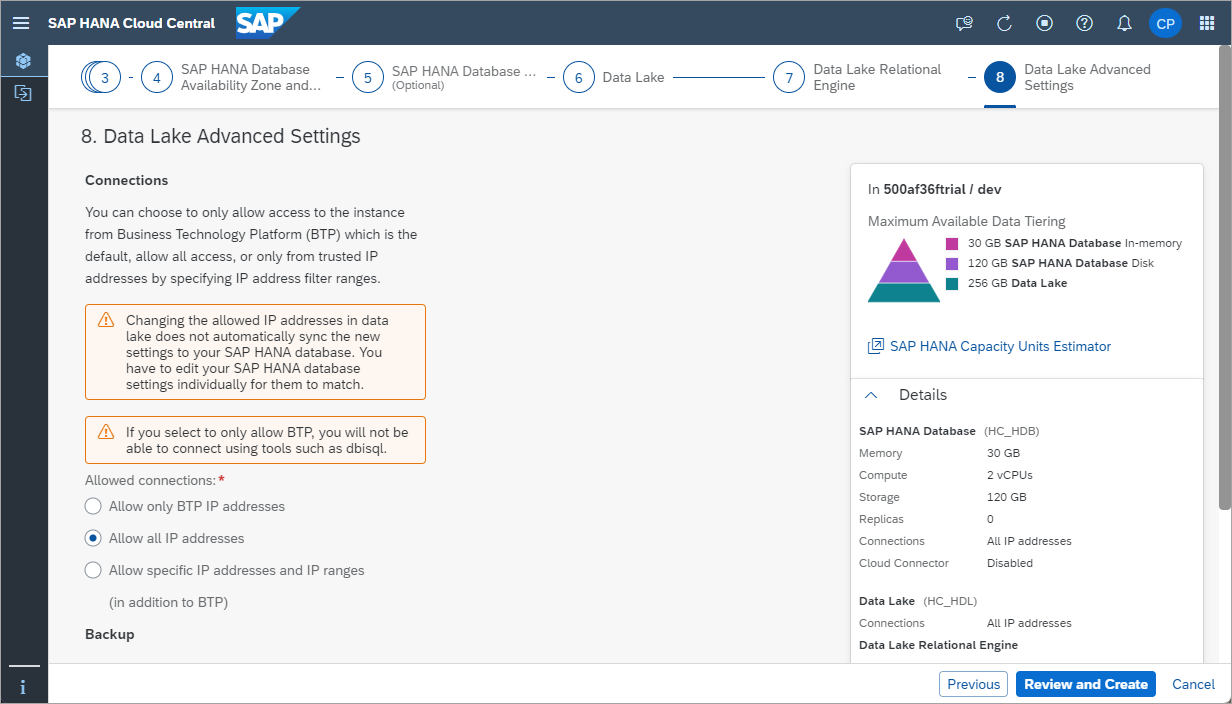 SAP HANA Cloud Central
SAP
CP
3
4
SAP HANA Database
Availability Zone and...
5
SAP HANA Database ...
(Optional)
6
Data Lake
7
Data Lake Relational
Engine
8
Data Lake Advanced
Settings
8. Data Lake Advanced Settings
Connections
You can choose to only allow access to the instance
from Business Technology Platform (BTP) which is the
default, allow all access, or only from trusted IP
addresses by specifying IP address filter ranges.
Changing the allowed IP addresses in data
lake does not automatically sync the new
settings to your SAP HANA database. You
have to edit your SAP HANA database
settings individually for them to match.
If you select to only allow BTP, you will not be
able to connect using tools such as dbisql.
Allowed connections:*
Allow only BTP IP addresses
Allow all IP addresses
Allow specific IP addresses and IP ranges
(in addition to BTP)
Backup
In 500af36ftrial / dev
Maximum Available Data Tiering
30 GB SAP HANA Database In-memory
120 GB SAP HANA Database Disk
256 GB Data Lake
SAP HANA Capacity Units Estimator
Details
SAP HANA Database (HC_HDB)
Memory 30 GB
Compute 2 vCPUs
Storage 120 GB
Replicas 0
Connections All IP addresses
Cloud Connector Disabled
Data Lake (HC_HDL)
Connections All IP addresses
Data Lake Relational Engine
i
Previous
Review and Create
Cancel